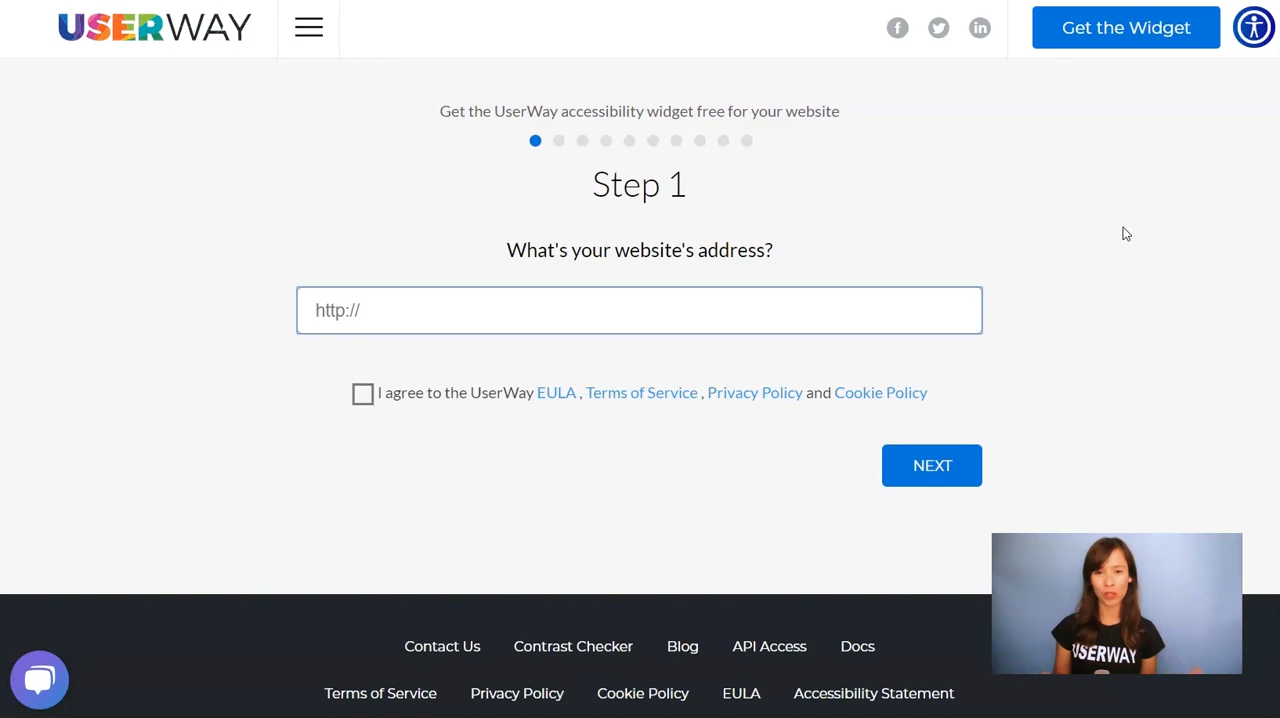 USERWAY
Get the Widget
Get the UserWay accessibility widget free for your website
Step 1
What's your website's address?
http://
I agree to the UserWay EULA , Terms of Service , Privacy Policy and Cookie Policy
NEXT
Contact Us Contrast Checker Blog API Access Docs
Terms of Service Privacy Policy Cookie Policy EULA Accessibility Statement
USERWAY